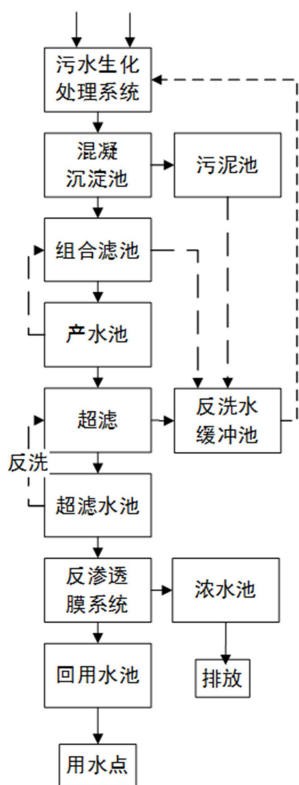 污水生化
处理系统
混凝
沉淀池
污泥池
组合滤池
产水池
超滤
反洗水
缓冲池
反洗
超滤水池
反渗透
膜系统
浓水池
回用水池
排放
用水点